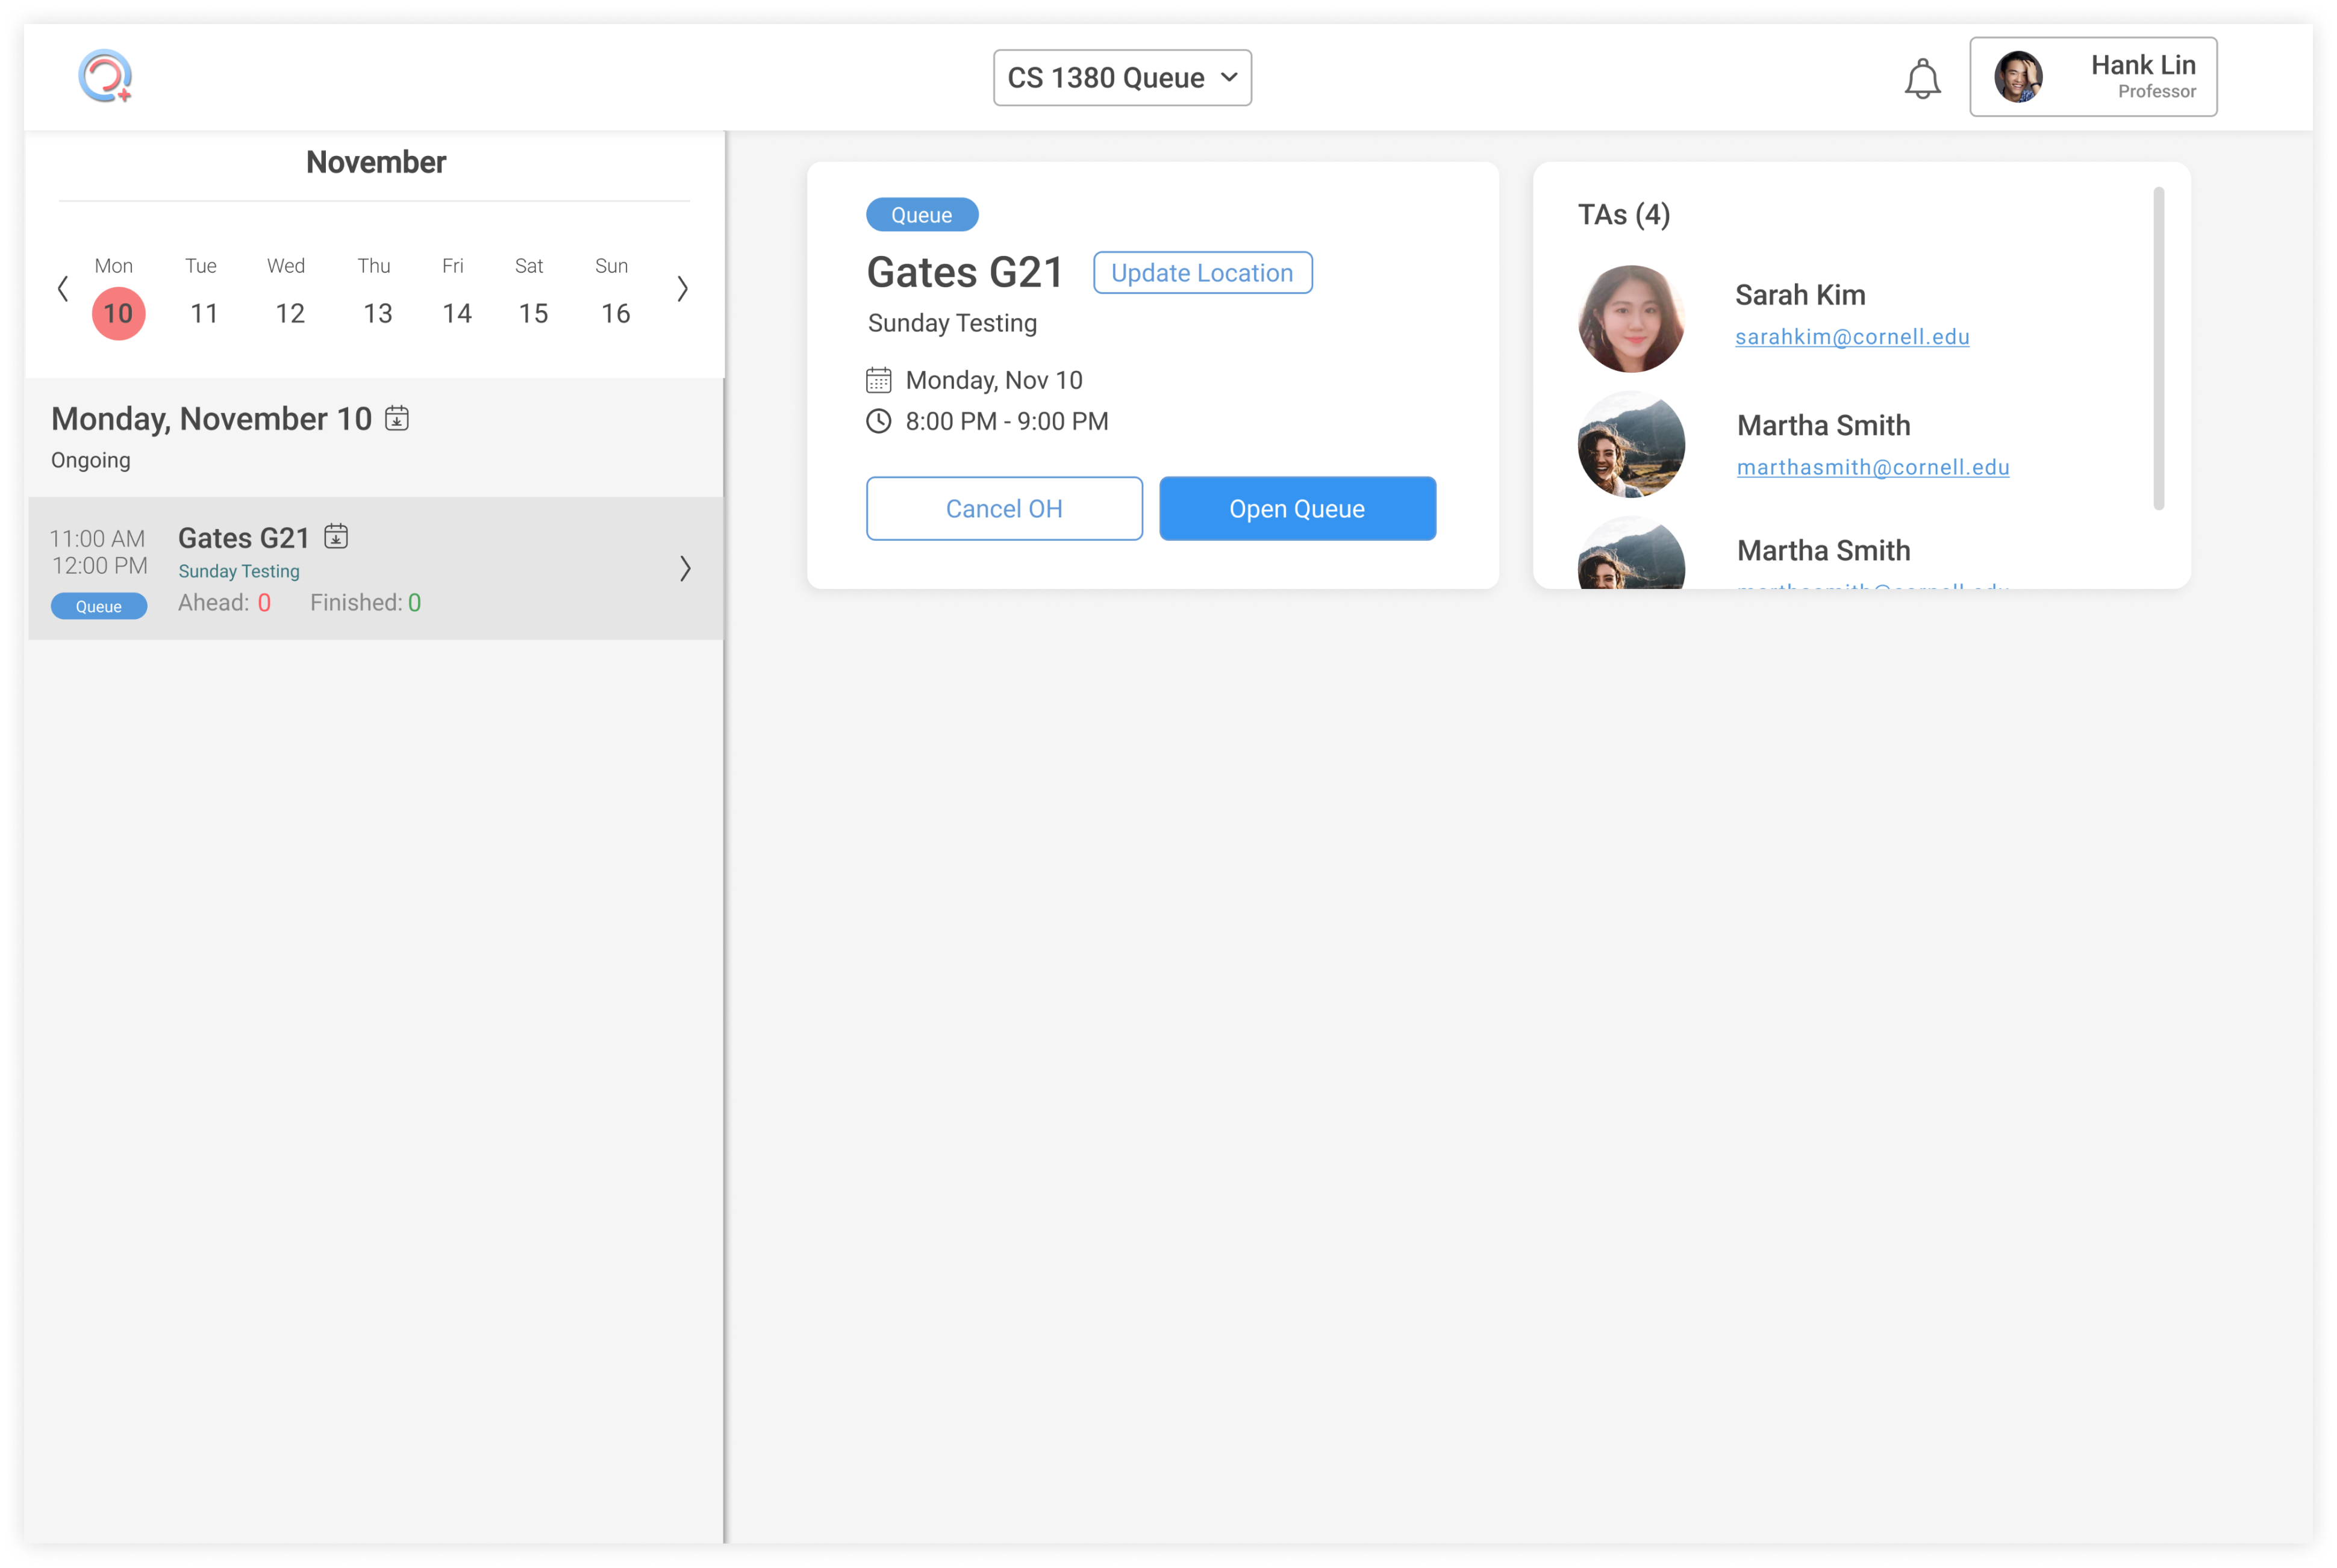 CS 1380 Queue
Hank Lin
Professor
November
Mon Tue Wed Thu Fri Sat Sun
10 11 12 13 14 15 16
Monday, November 10
Ongoing
11:00 AM
12:00 PM
Queue
Gates G21
Sunday Testing
Ahead: 0 Finished: 0
Queue
Gates G21
Update Location
Sunday Testing
Monday, Nov 10
8:00 PM - 9:00 PM
Cancel OH
Open Queue
TAs (4)
Sarah Kim
sarahkim@cornell.edu
Martha Smith
marthasmith@cornell.edu
Martha Smith